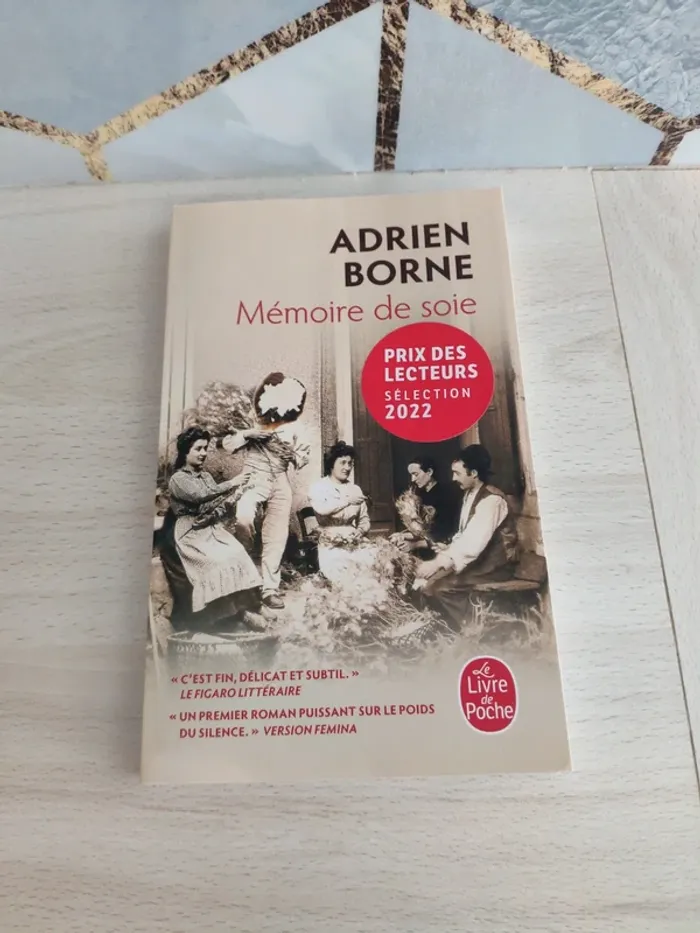 ADRIEN
BORNE
Mémoire de soie
PRIX DES
LECTEURS
SÉLECTION
2022
« C'EST FIN, DÉLICAT ET SUBTIL. »
LE FIGARO LITTÉRAIRE
« UN PREMIER ROMAN PUISSANT SUR LE POIDS
DU SILENCE. » VERSION FEMINA
Le
Livre
de
Poche